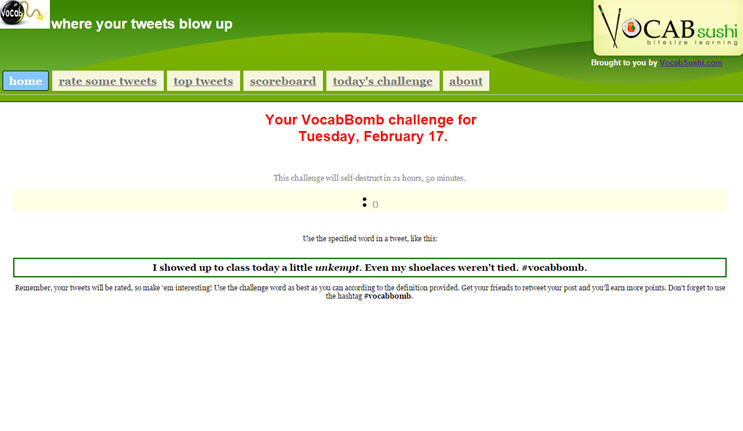 Vocab
where your tweets blow up
VOCABsushi
bitesize learning
Brought to you by VocabSushi.com
home
rate some tweets
top tweets
scoreboard
today's challenge
about
Your VocabBomb challenge for
Tuesday, February 17.
This challenge will self-destruct in 21 hours, 50 minutes.
: 0
Use the specified word in a tweet, like this:
I showed up to class today a little unkempt. Even my shoelaces weren't tied. #vocabbomb.
Remember, your tweets will be rated, so make 'em interesting! Use the challenge word as best as you can according to the definition provided. Get your friends to retweet your post and you'll earn more points. Don't forget to
use the hashtag #vocabbomb.